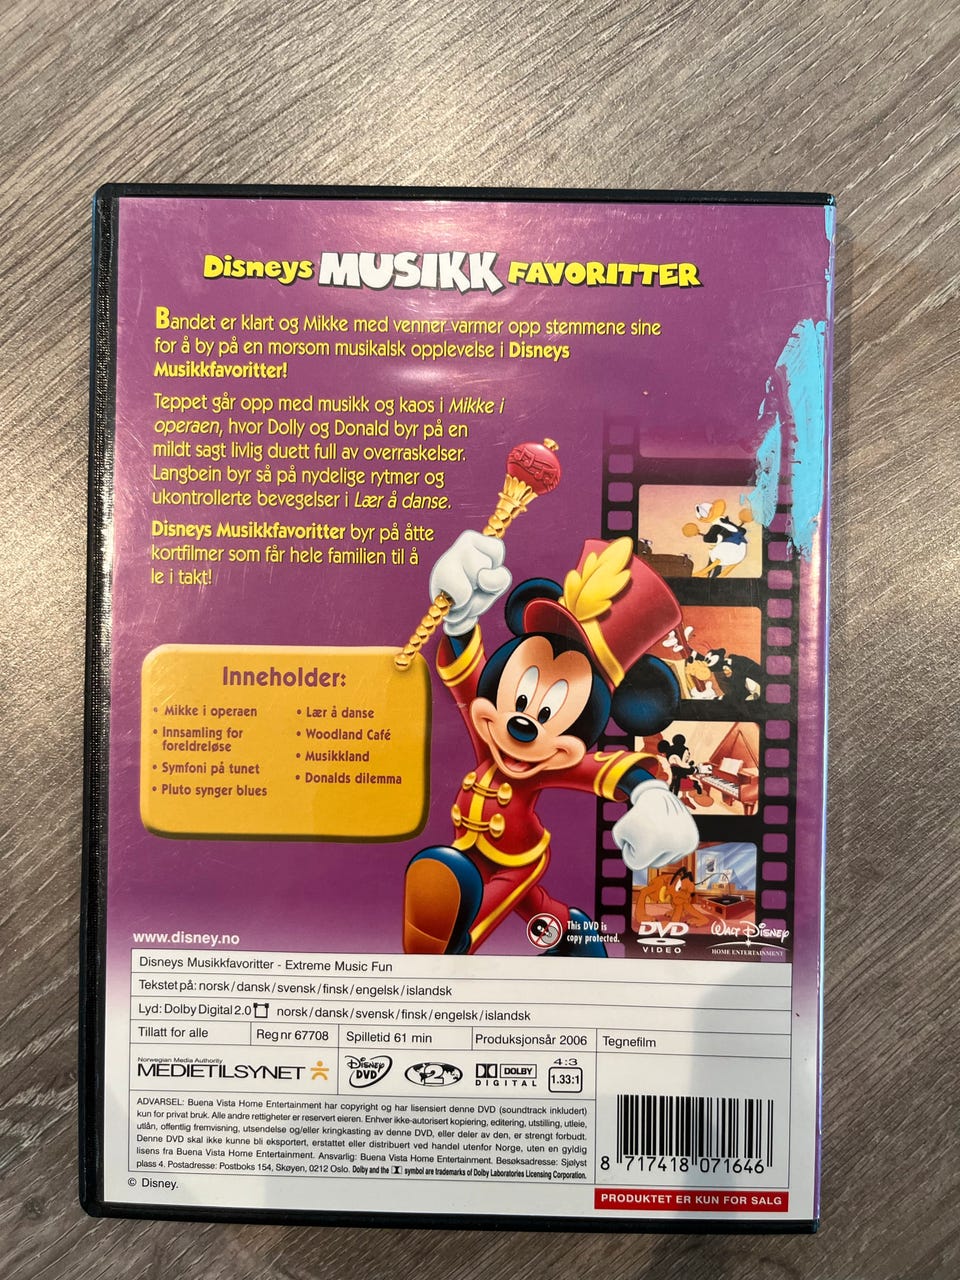 Disneys MUSIKK FAVORITTER
Bandet er klart og Mikke med venner varmer opp stemmene sine
for å by på en morsom musikalsk opplevelse i Disneys
Musikkfavoritter!
Teppet går opp med musikk og kaos i Mikke i
operaen, hvor Dolly og Donald byr på en
mildt sagt livlig duett full av overraskelser.
Langbein byr så på nydelige rytmer og
ukontrollerte bevegelser i Lær å danse.
Disneys Musikkfavoritter byr på åtte
kortfilmer som får hele familien til å
le i takt!
Inneholder:
• Mikke i operaen
• Innsamling for
foreldreløse
• Symfoni på tunet
• Pluto synger blues
• Lær å danse
• Woodland Café
• Musikkland
• Donalds dilemma
www.disney.no
This DVD is
copy protected.
DVD
VIDEO
WALT DISNEY
HOME ENTERTAINMENT
Disneys Musikkfavoritter - Extreme Music Fun
Tekstet på: norsk/dansk/svensk/finsk/engelsk/islandsk
Lyd: Dolby Digital 2.0 norsk/dansk/svensk/finsk/engelsk/islandsk
Tillatt for alle
Reg nr 67708
Spilletid 61 min
Produksjonsår 2006
Tegnefilm
Norwegian Media Authority
MEDIETILSYNET
Disney
DVD
2
DOLBY
DIGITAL
4:3
1.33:1
ADVARSEL: Buena Vista Home Entertainment har copyright og har lisensiert denne DVD (soundtrack inkludert)
kun for privat bruk. Alle andre rettigheter er reservert eieren. Enhver ikke-autorisert kopiering, editering, utstilling, utleie,
utlån, offentlig fremvisning, utsendelse og/eller kringkasting av denne DVD, eller deler av den, er strengt forbudt.
Denne DVD skal ikke kunne bli eksportert, erstattet eller distribuert ved handel utenfor Norge, uten en gyldig
lisens fra Buena Vista Home Entertainment. Ansvarlig: Buena Vista Home Entertainment. Besøksadresse: Sjølyst
plass 4. Postadresse: Postboks 154, Skøyen, 0212 Oslo. Dolby and the symbol are trademarks of Dolby Laboratories Licensing Corporation.
8 717418 071646
© Disney.
PRODUKTET ER KUN FOR SALG